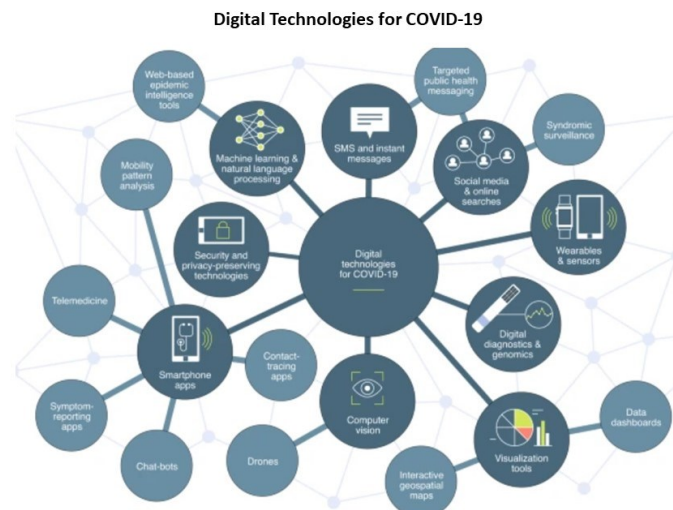 Digital Technologies for COVID-19
Web-based
epidemic
intelligence
tools
Targeted
public health
messaging
Machine learning &
natural language
processing
SMS and instant
messages
Social media
& online
searches
Syndromic
surveillance
Mobility
pattern
analysis
Security and
privacy-preserving
technologies
Digital
technologies
for COVID-19
Wearables
& sensors
Telemedicine
Smartphone
apps
Contact-
tracing
apps
Digital
diagnostics &
genomics
Symptom-
reporting
apps
Computer
vision
Data
dashboards
Chat-bots
Drones
Interactive
geospatial
maps
Visualization
tools